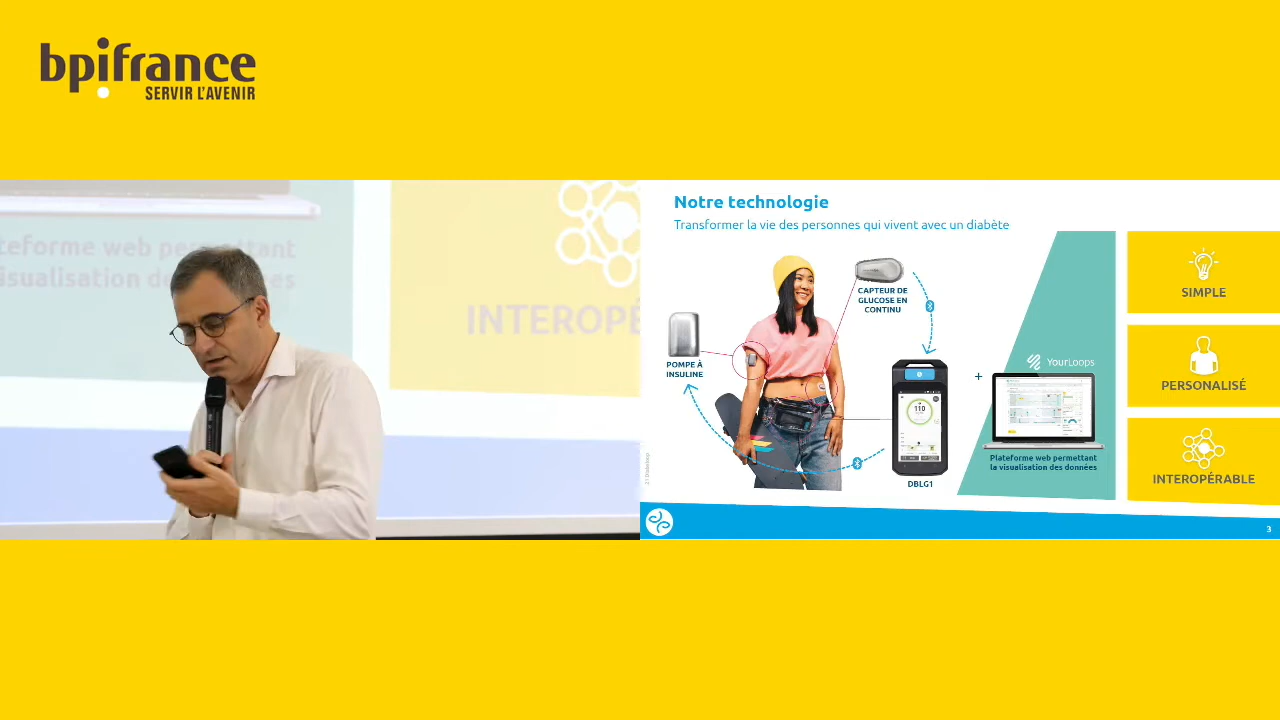 bpifrance
SERVIR L'AVENIR
teforme web permettant
isualisation des données
INTEROPÉ
Notre technologie
Transformer la vie des personnes qui vivent avec un diabète
CAPTEUR DE
GLUCOSE EN
CONTINU
POMPE À
INSULINE
110
DBLG1
+
YourLoops
Plateforme web permettant
la visualisation des données
SIMPLE
PERSONALISÉ
INTEROPÉRABLE
3